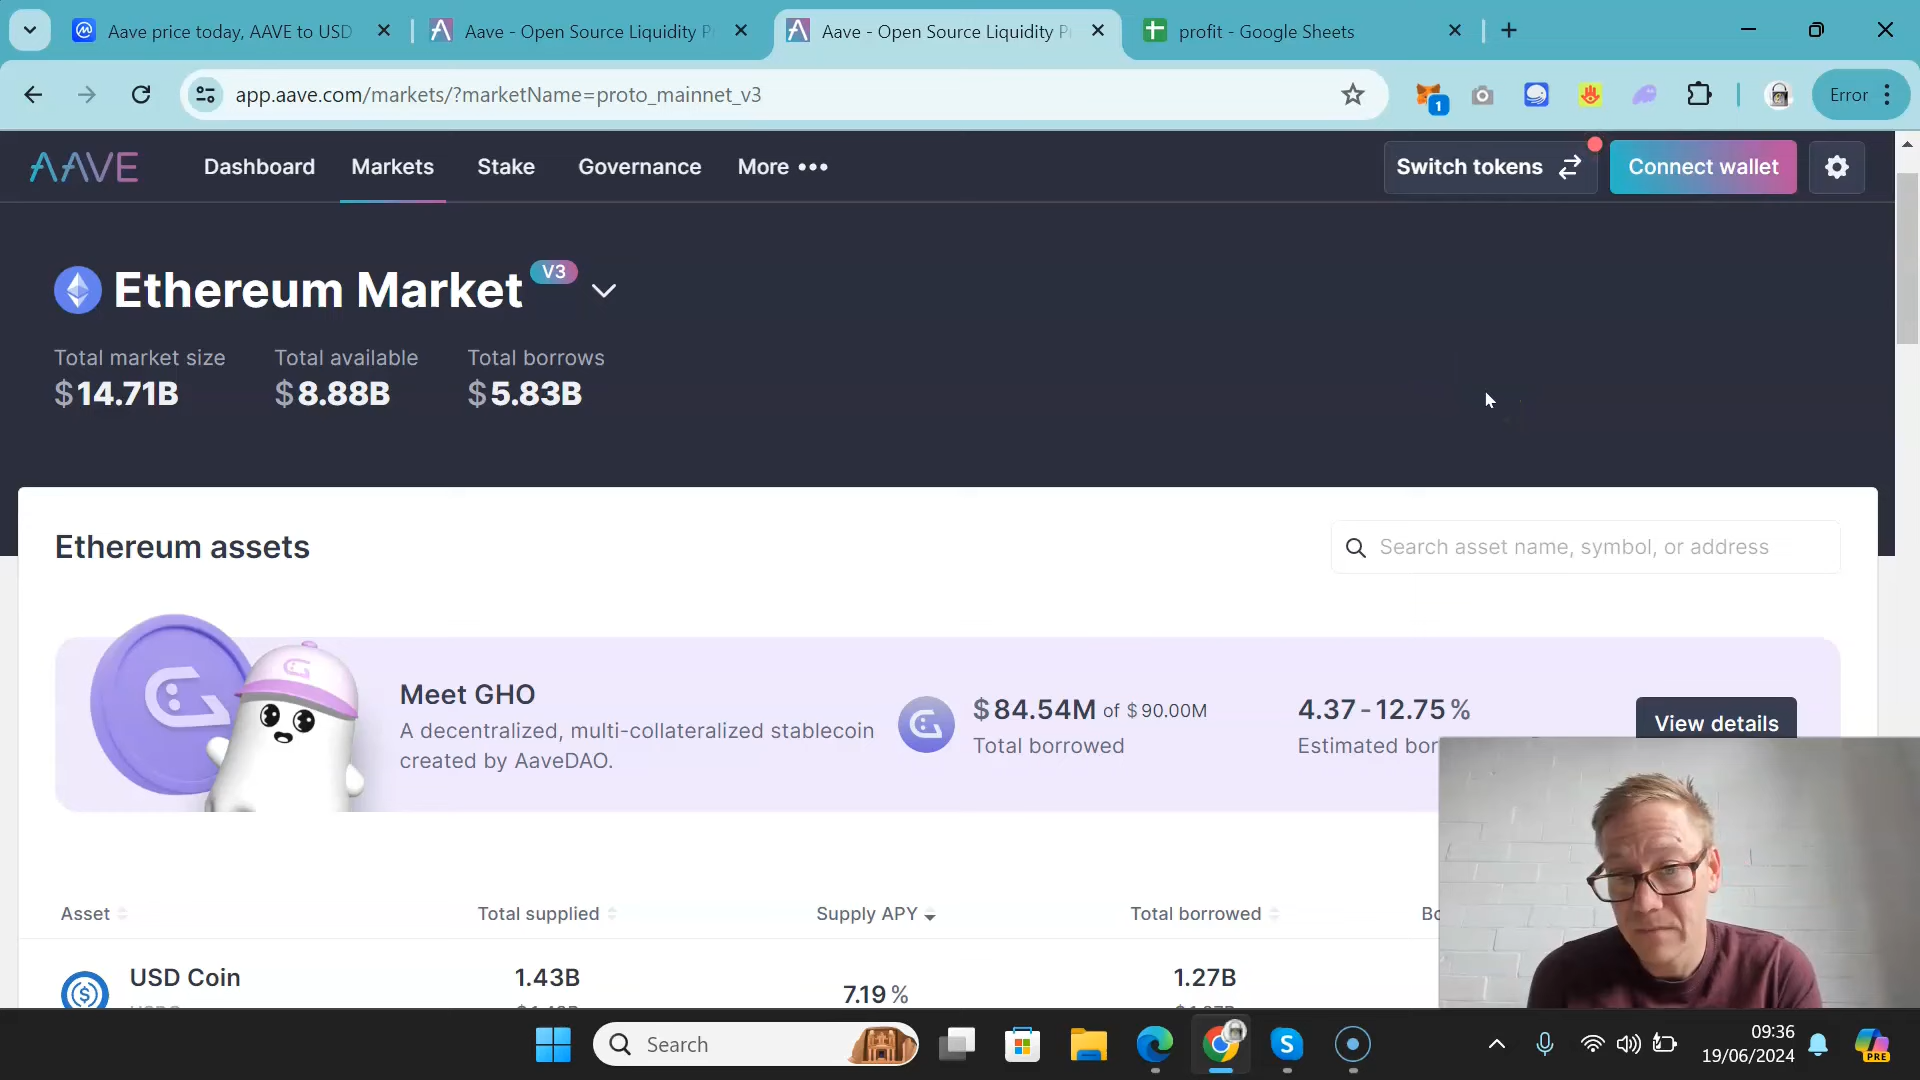 Aave price today, AAVE to USD
Aave - Open Source Liquidity P
Aave - Open Source Liquidity P
profit - Google Sheets
app.aave.com/markets/?marketName=proto_mainnet_v3
1
Error
AAVE
Dashboard
Markets
Stake
Governance
More
Switch tokens
Connect wallet
Ethereum Market
V3
Total market size
Total available
Total borrows
$14.71B
$8.88B
$5.83B
Ethereum assets
Search asset name, symbol, or address
Meet GHO
A decentralized, multi-collateralized stablecoin
created by AaveDAO.
$84.54M of $90.00M
Total borrowed
4.37-12.75%
Estimated bor
View details
Asset
Total supplied
Supply APY
Total borrowed
Bo
USD Coin
1.43B
7.19%
1.27B
Search
09:36
19/06/2024
PRE